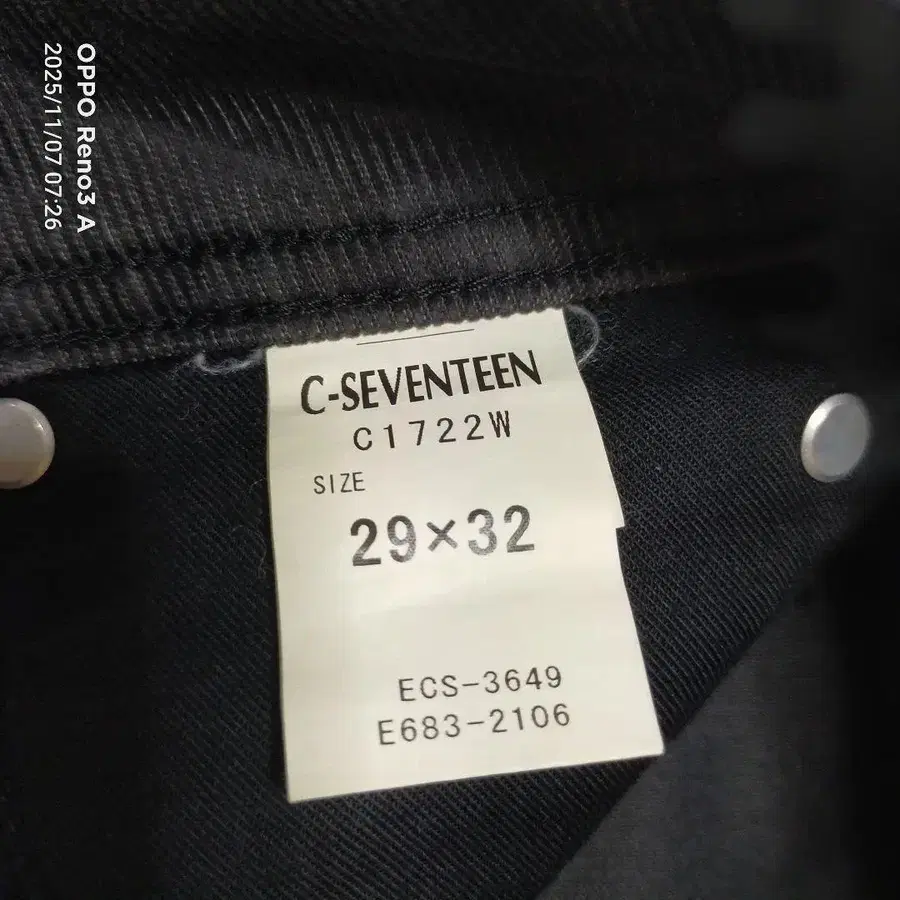 OPPO Reno3 A
2025/11/07 07:26
C-SEVENTEEN
C1722W
SIZE
29×32
ECS-3649
E683-2106